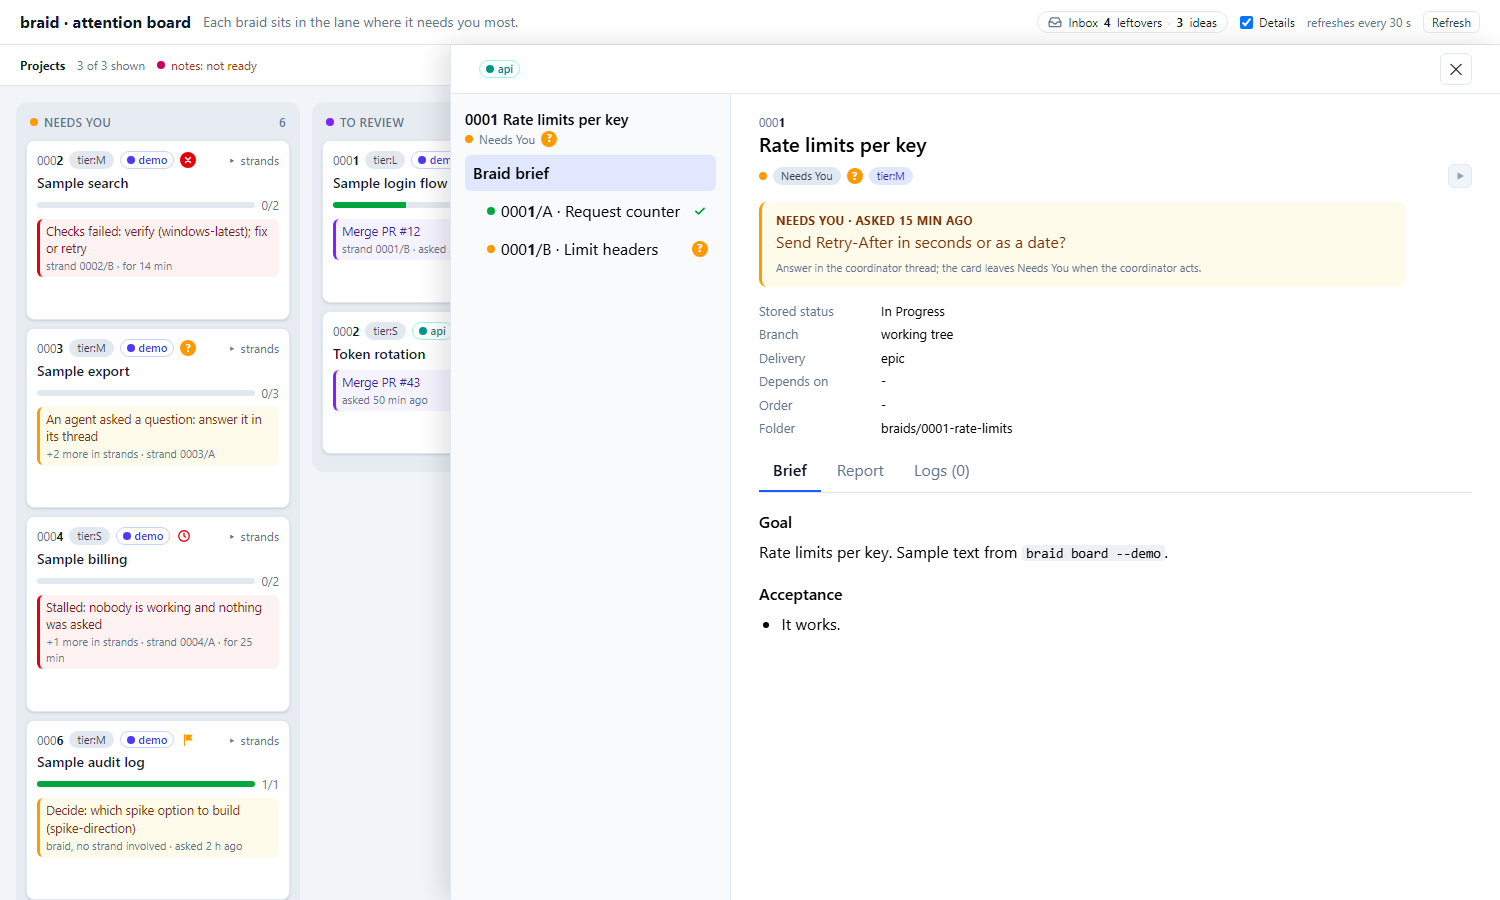 braid · attention board Each braid sits in the lane where it needs you most.
Inbox 4 leftovers · 3 ideas Details refreshes every 30 s Refresh
Projects 3 of 3 shown notes: not ready
NEEDS YOU 6
0002 tier:M demo strands
Sample search
0/2
Checks failed: verify (windows-latest); fix
or retry
strand 0002/B · for 14 min
0003 tier:M demo ? strands
Sample export
0/3
An agent asked a question: answer it in
its thread
+2 more in strands · strand 0003/A
0004 tier:S demo strands
Sample billing
0/2
Stalled: nobody is working and nothing
was asked
+1 more in strands · strand 0004/A · for 25
min
0006 tier:M demo strands
Sample audit log
1/1
Decide: which spike option to build
(spike-direction)
braid, no strand involved · asked 2 h ago
TO REVIEW
0001 tier:L dem
Sample login flow
Merge PR #12
strand 0001/B · asked
0002 tier:S api
Token rotation
Merge PR #43
asked 50 min ago
api
0001 Rate limits per key
Needs You ?
Braid brief
0001/A · Request counter
0001/B · Limit headers ?
0001
Rate limits per key
Needs You ? tier:M
NEEDS YOU · ASKED 15 MIN AGO
Send Retry-After in seconds or as a date?
Answer in the coordinator thread; the card leaves Needs You when the coordinator acts.
Stored status In Progress
Branch working tree
Delivery epic
Depends on -
Order -
Folder braids/0001-rate-limits
Brief Report Logs (0)
Goal
Rate limits per key. Sample text from braid board --demo.
Acceptance
• It works.